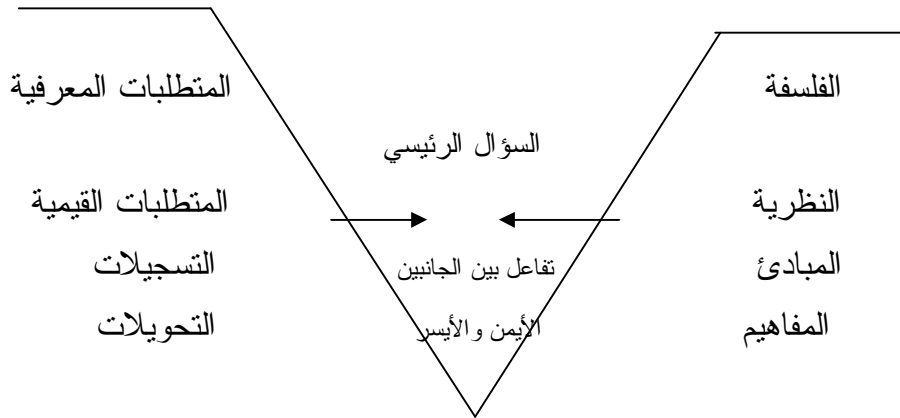 الفلسفة
المتطلبات المعرفية
السؤال الرئيسي
النظرية
المتطلبات القيمية
المبادئ
تفاعل بين الجانبين
التسجيلات
المفاهيم
الأيمن والأيسر
التحويلات